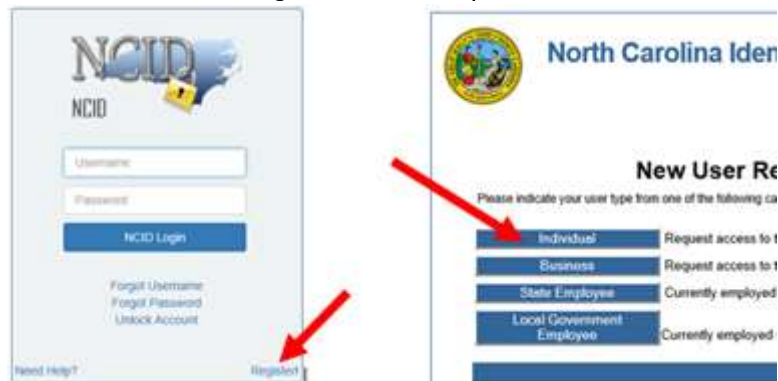 NCID
NCID
Username
Password
NCID Login
Forgot Username
Forgot Password
Unlock Account
Need Help?
Register!
North Carolina Iden
New User Re
Please indicate your user type from one of the following ca
Individual
Request access to t
Business
Request access to t
State Employee
Currently employed
Local Government
Employee
Currently employed